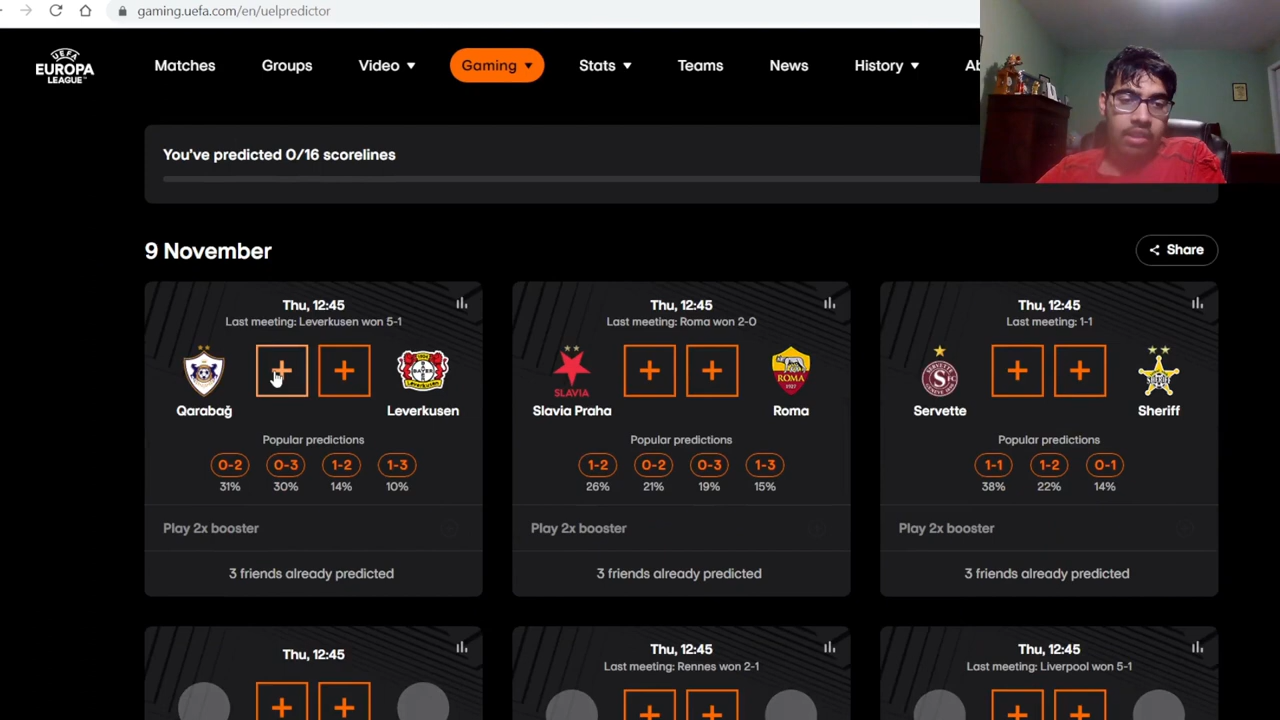 gaming.uefa.com/en/uelpredictor
UEFA
EUROPA
LEAGUE
Matches Groups Video Gaming Stats Teams News History Ab
You've predicted 0/16 scorelines
9 November
Share
Thu, 12:45
Last meeting: Leverkusen won 5-1
Qarabağ
Leverkusen
Popular predictions
0-2 0-3 1-2 1-3
31% 30% 14% 10%
Play 2x booster
3 friends already predicted
Thu, 12:45
Last meeting: Roma won 2-0
SLAVIA
ROMA
Slavia Praha
Roma
Popular predictions
1-2 0-2 0-3 1-3
26% 21% 19% 15%
Play 2x booster
3 friends already predicted
Thu, 12:45
Last meeting: 1-1
Servette
Sheriff
Popular predictions
1-1 1-2 0-1
38% 22% 14%
Play 2x booster
3 friends already predicted
Thu, 12:45
Thu, 12:45
Last meeting: Rennes won 2-1
Thu, 12:45
Last meeting: Liverpool won 5-1